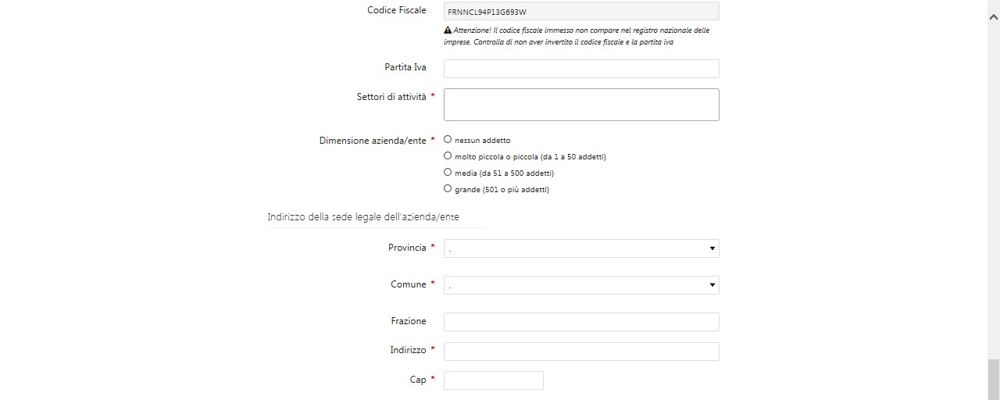 Codice Fiscale FRNNCL94P13G693W
Attenzione! Il codice fiscale immesso non compare nel registro nazionale delle
imprese. Controlla di non aver invertito il codice fiscale e la partita iva
Partita Iva
Settori di attività *
Dimensione azienda/ente * nessun addetto
molto piccola o piccola (da 1 a 50 addetti)
media (da 51 a 500 addetti)
grande (501 o più addetti)
Indirizzo della sede legale dell'azienda/ente
Provincia * .
Comune * .
Frazione
Indirizzo *
Cap *